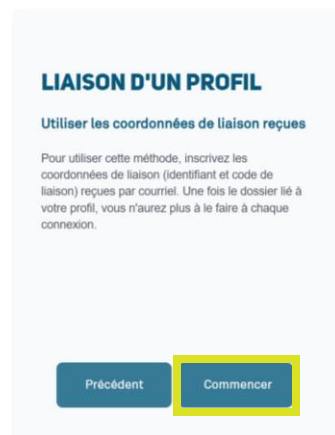 LIAISON D'UN PROFIL
Utiliser les coordonnées de liaison reçues
Pour utiliser cette méthode, inscrivez les
coordonnées de liaison (identifiant et code de
liaison) reçues par courriel. Une fois le dossier lié à
votre profil, vous n'aurez plus à le faire à chaque
connexion.
Précédent
Commencer